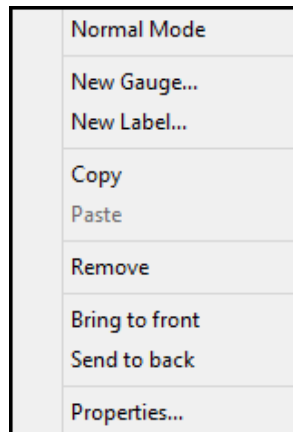 Normal Mode
New Gauge...
New Label...
Copy
Paste
Remove
Bring to front
Send to back
Properties...